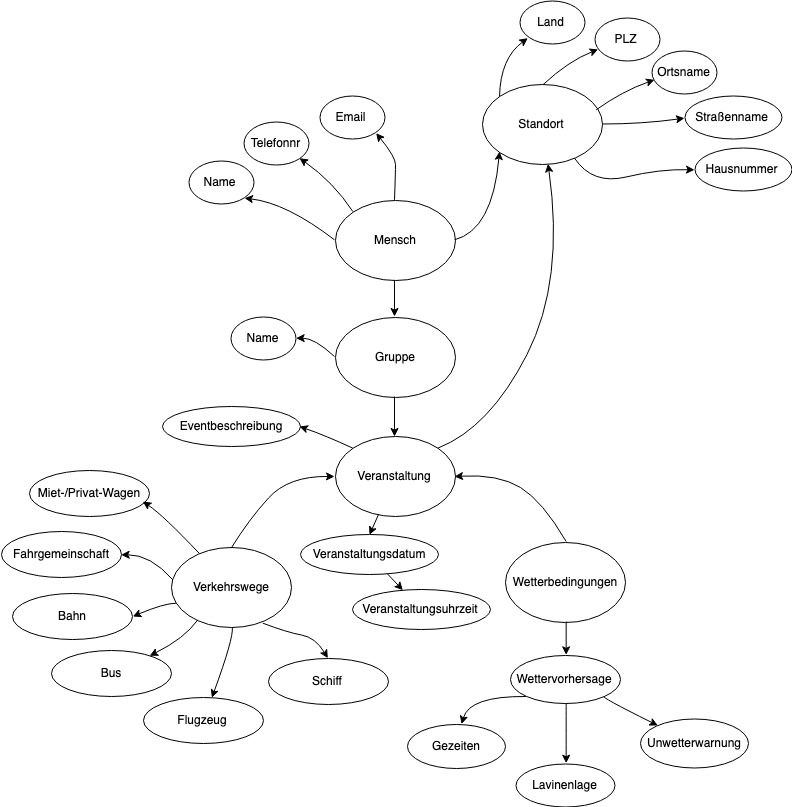 Land
PLZ
Ortsname
Straßenname
Standort
Hausnummer
Email
Telefonnr
Name
Mensch
Name
Gruppe
Eventbeschreibung
Veranstaltung
Miet-/Privat-Wagen
Fahrgemeinschaft
Verkehrswege
Bahn
Bus
Flugzeug
Schiff
Veranstaltungsdatum
Veranstaltungsuhrzeit
Wetterbedingungen
Wettervorhersage
Gezeiten
Unwetterwarnung
Lavinenlage